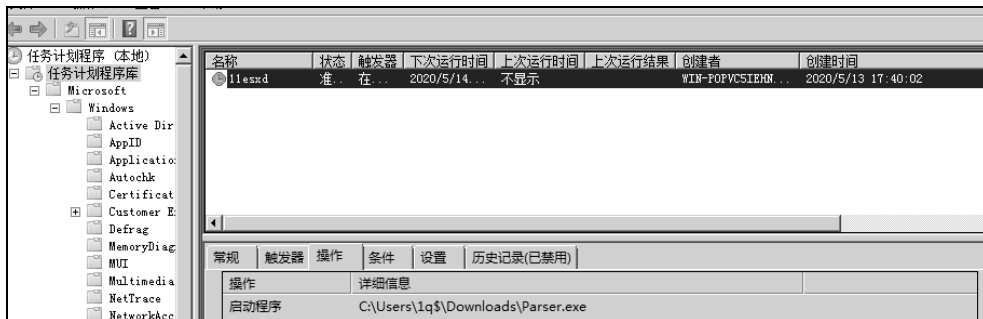 任务计划程序 (本地)
任务计划程序库
Microsoft
Windows
Active Dir
AppID
Applicatio
Autochk
Certificat
Customer E
Defrag
MemoryDiag
MUI
Multimedia
NetTrace
NetworkAcc
名称 状态 触发器 下次运行时间 上次运行时间 上次运行结果 创建者 创建时间
11esxd 准.. 在... 2020/5/14... 不显示 WIN-POPVC5IEHN... 2020/5/13 17:40:02
常规 触发器 操作 条件 设置 历史记录(已禁用)
操作 详细信息
启动程序 C:\Users\1q$\Downloads\Parser.exe